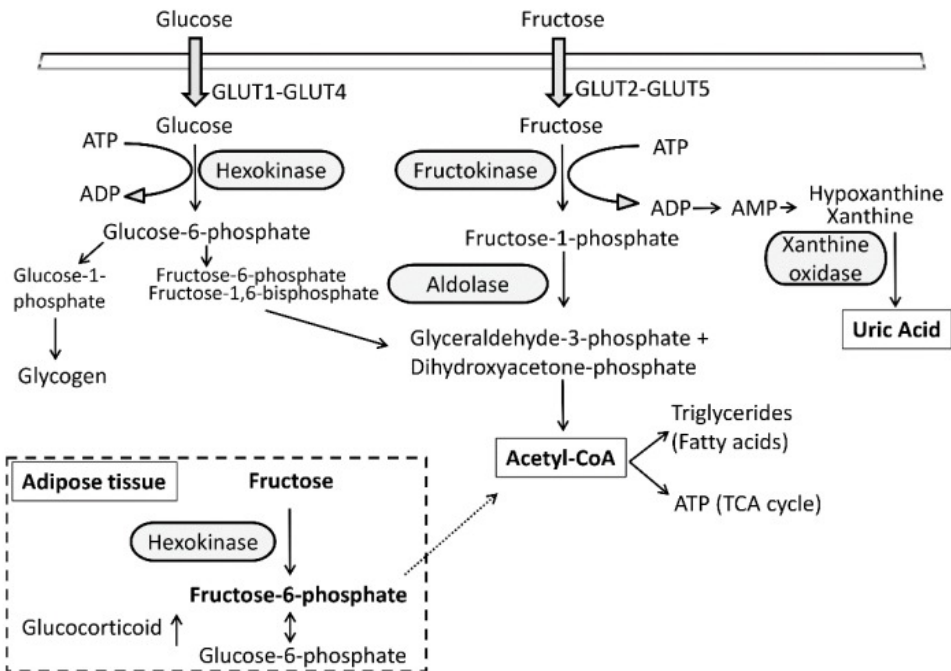 Glucose
Fructose
GLUT1-GLUT4
GLUT2-GLUT5
Glucose
Fructose
ATP
Hexokinase
ADP
Fructokinase
ATP
ADP
AMP
Hypoxanthine
Xanthine
Glucose-6-phosphate
Fructose-1-phosphate
Xanthine
oxidase
Glucose-1-
phosphate
Fructose-6-phosphate
Fructose-1,6-bisphosphate
Aldolase
Uric Acid
Glycogen
Glyceraldehyde-3-phosphate +
Dihydroxyacetone-phosphate
Acetyl-CoA
Triglycerides
(Fatty acids)
ATP (TCA cycle)
Adipose tissue
Fructose
Hexokinase
Fructose-6-phosphate
Glucocorticoid
Glucose-6-phosphate